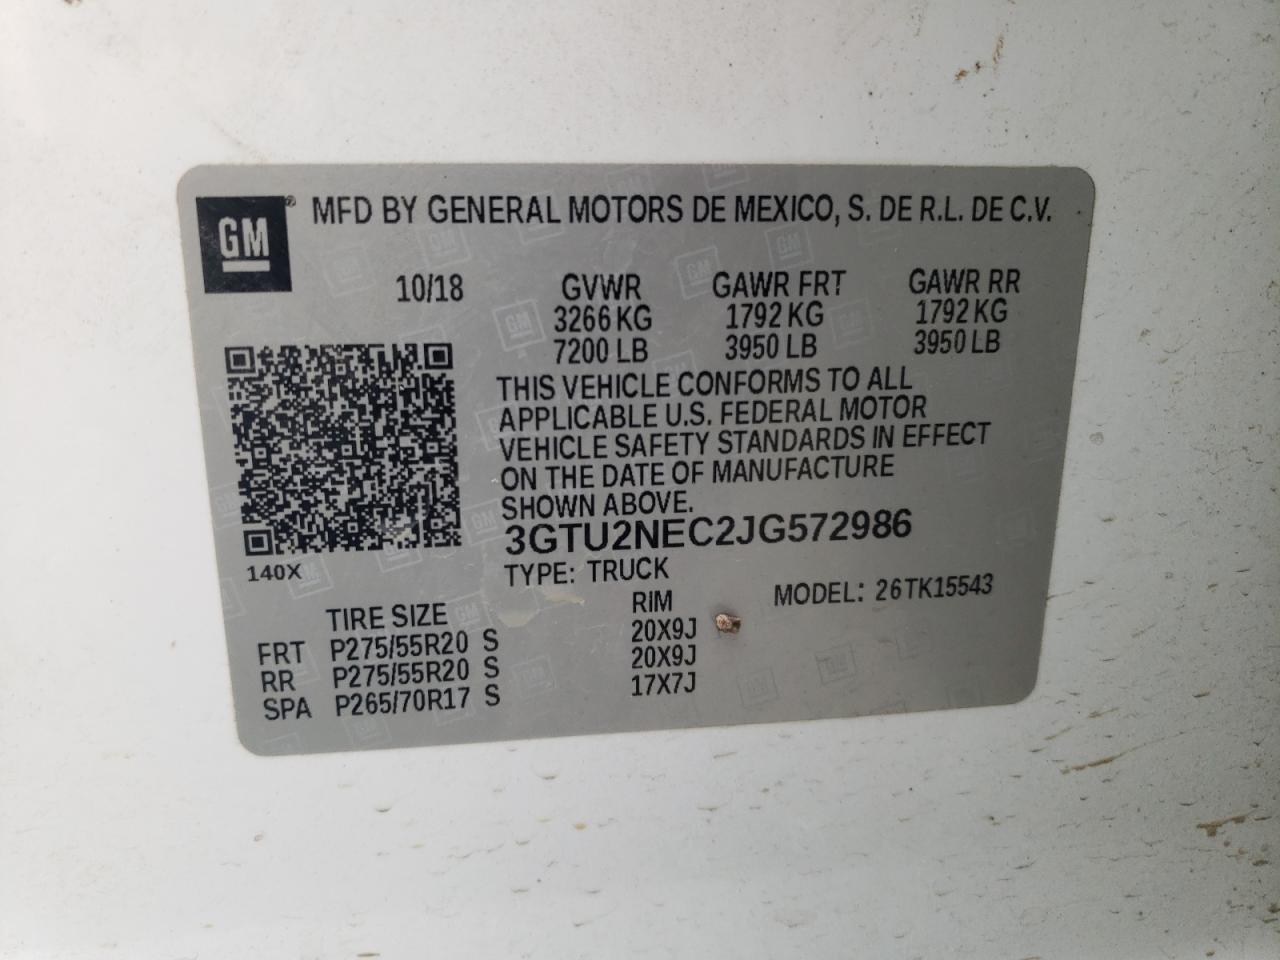 GM® MFD BY GENERAL MOTORS DE MEXICO, S. DE R.L. DE C.V.
10/18 GVWR GAWR FRT GAWR RR
3266 KG 1792 KG 1792 KG
7200 LB 3950 LB 3950 LB
THIS VEHICLE CONFORMS TO ALL
APPLICABLE U.S. FEDERAL MOTOR
VEHICLE SAFETY STANDARDS IN EFFECT
ON THE DATE OF MANUFACTURE
SHOWN ABOVE.
3GTU2NEC2JG572986
140X
TYPE: TRUCK MODEL: 26TK15543
TIRE SIZE RIM
FRT P275/55R20 S 20X9J
RR P275/55R20 S 20X9J
SPA P265/70R17 S 17X7J